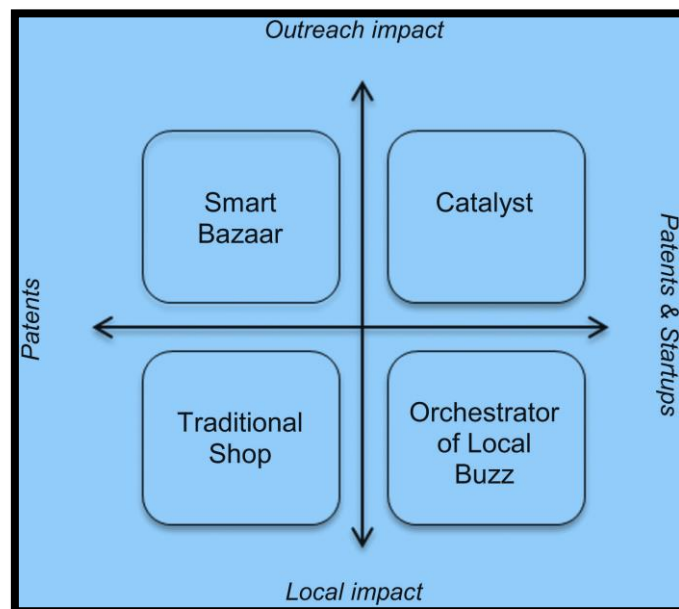 Outreach impact
Smart
Bazaar
Catalyst
Patents
Patents & Startups
Traditional
Shop
Orchestrator
of Local
Buzz
Local impact